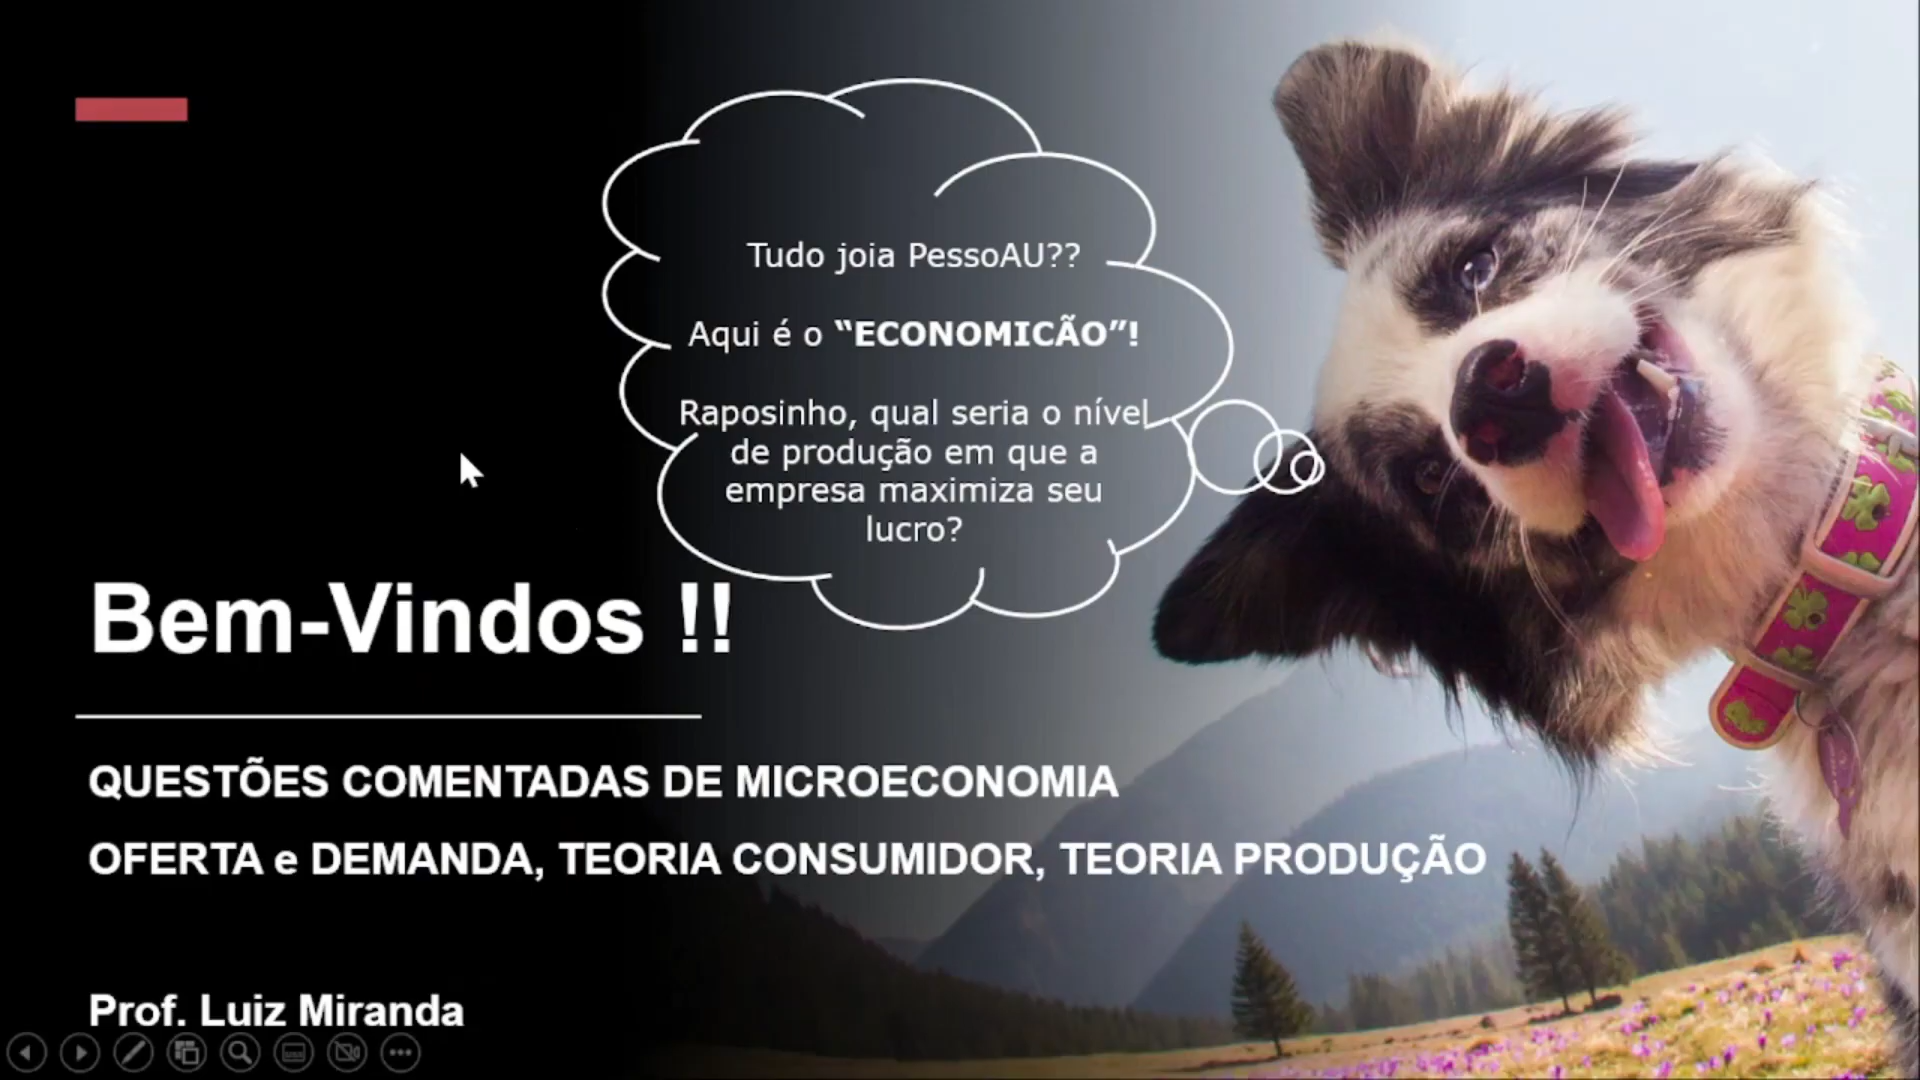 Tudo joia PessoAU??
Aqui é o “ECONOMICÃO”!
Raposinho, qual seria o nível
de produção em que a
empresa maximiza seu
lucro?
Bem-Vindos !!
QUESTÕES COMENTADAS DE MICROECONOMIA
OFERTA e DEMANDA, TEORIA CONSUMIDOR, TEORIA PRODUÇÃO
Prof. Luiz Miranda